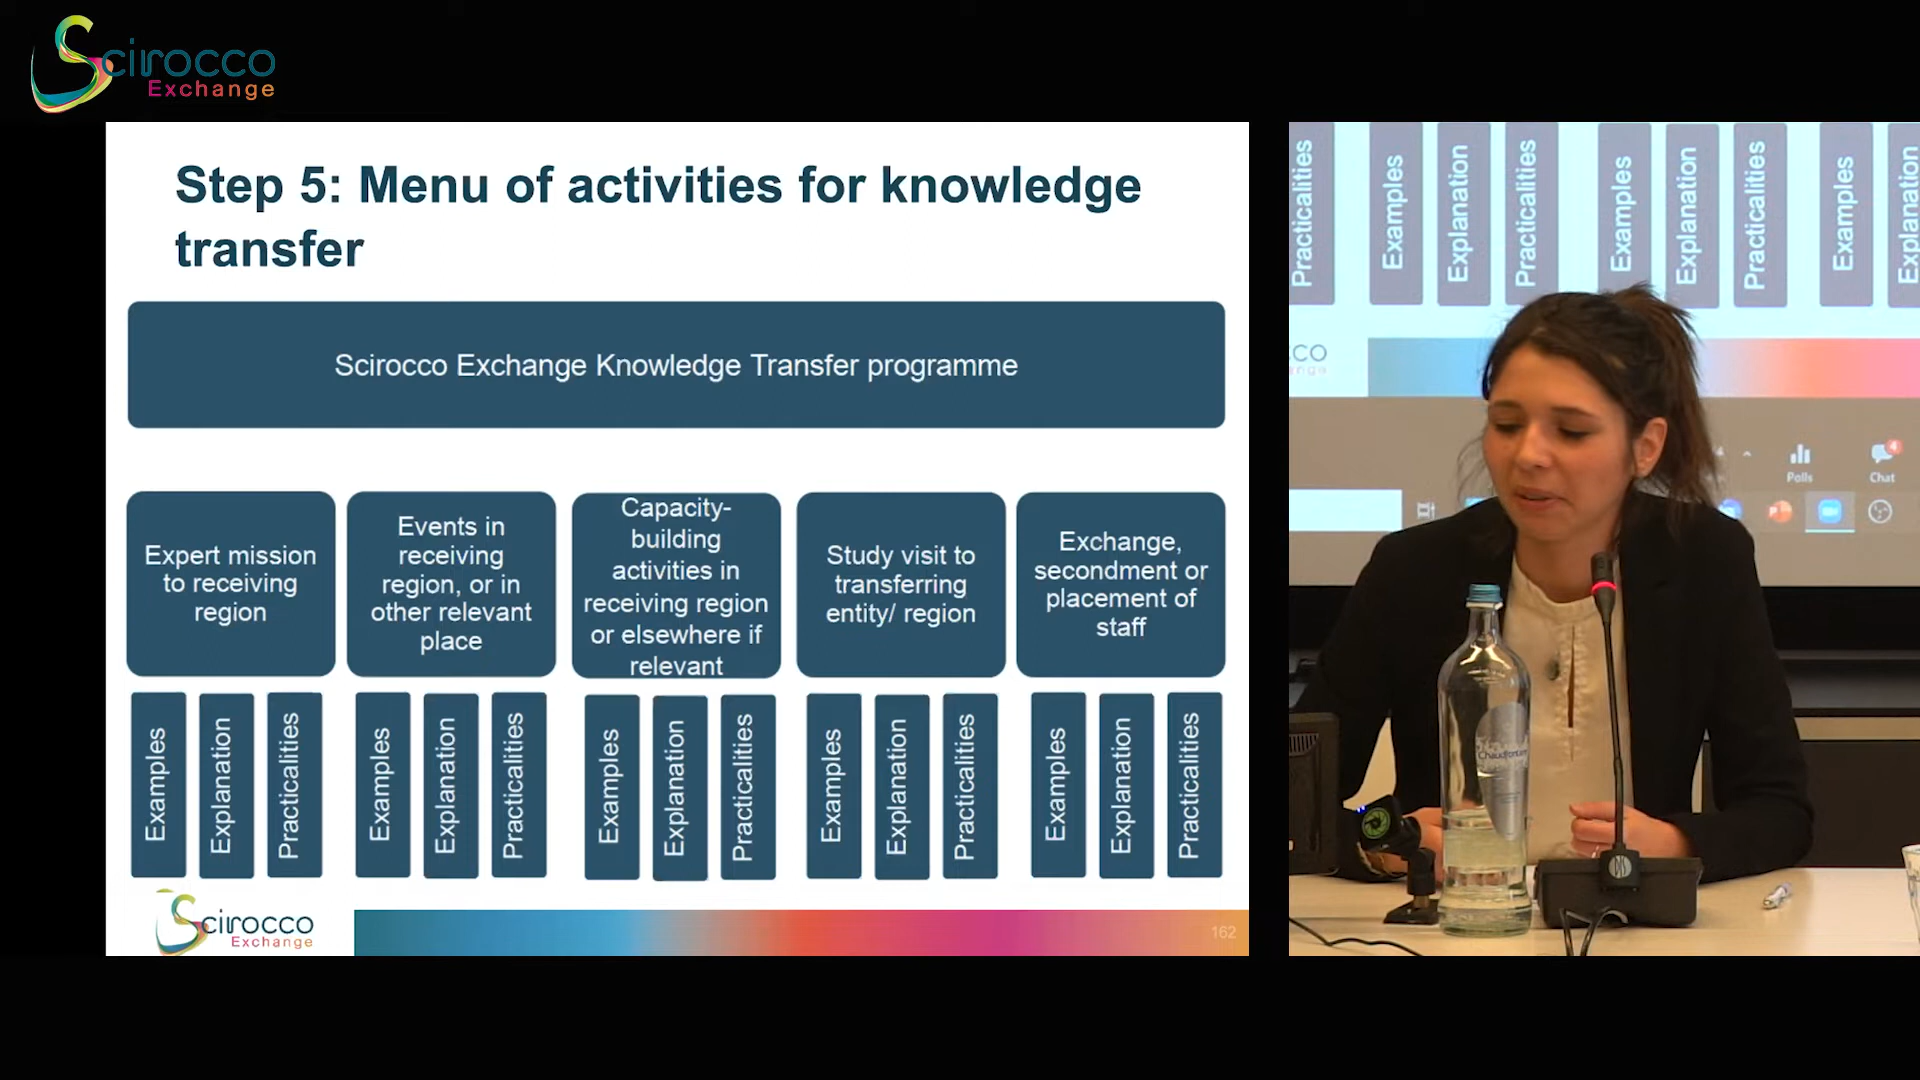 Scirocco
Exchange
Step 5: Menu of activities for knowledge
transfer
Scirocco Exchange Knowledge Transfer programme
Expert mission
to receiving
region
Events in
receiving
region, or in
other relevant
place
Capacity-
building
activities in
receiving region
or elsewhere if
relevant
Study visit to
transferring
entity/ region
Exchange,
secondment or
placement of
staff
Examples
Explanation
Practicalities
Examples
Explanation
Practicalities
Examples
Explanation
Practicalities
Examples
Explanation
Practicalities
Examples
Explanation
Practicalities
Scirocco
Exchange
162
Practicalities
Examples
Explanation
Practicalities
Examples
Explanation
Practicalities
Examples
Explanation
Polls
4
Chat
Chaudfontaine